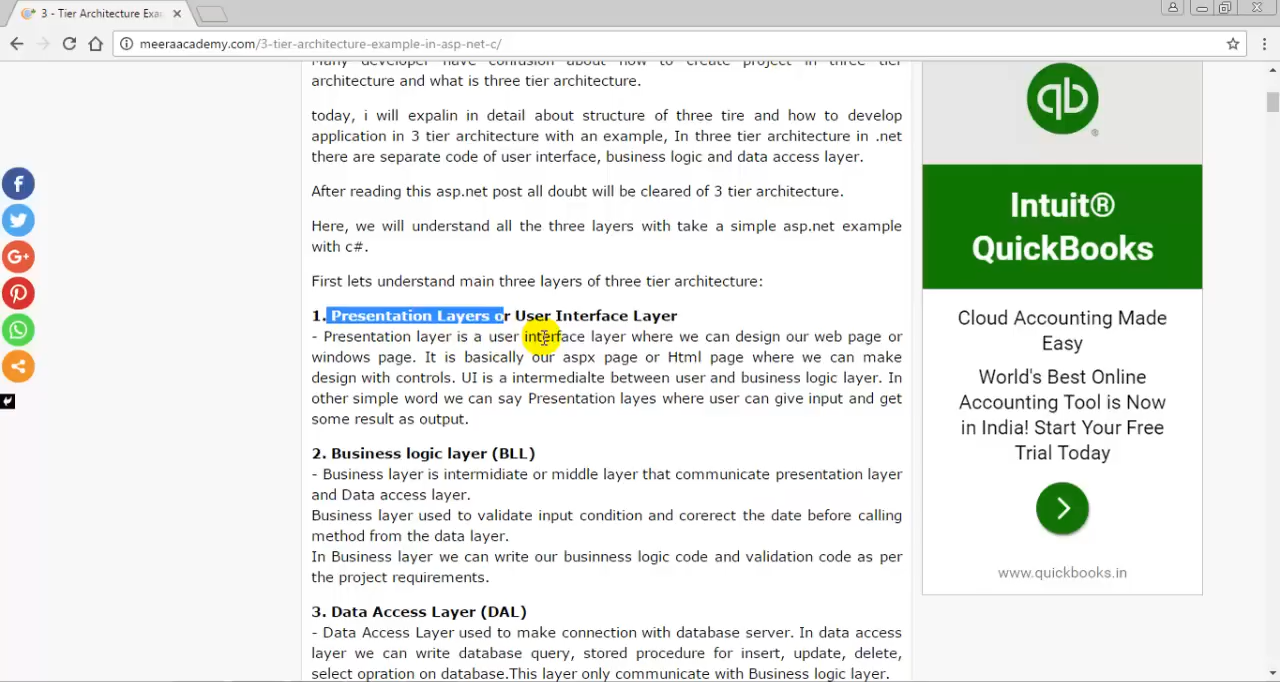 3 - Tier Architecture Exa
meeraacademy.com/3-tier-architecture-example-in-asp-net-c/
Many developer have confusion about how to create project in three tier
architecture and what is three tier architecture.
today, i will expalin in detail about structure of three tire and how to develop
application in 3 tier architecture with an example, In three tier architecture in .net
there are separate code of user interface, business logic and data access layer.
After reading this asp.net post all doubt will be cleared of 3 tier architecture.
Here, we will understand all the three layers with take a simple asp.net example
with c#.
First lets understand main three layers of three tier architecture:
1. Presentation Layers or User Interface Layer
- Presentation layer is a user interface layer where we can design our web page or
windows page. It is basically our aspx page or Html page where we can make
design with controls. UI is a intermedialte between user and business logic layer. In
other simple word we can say Presentation layes where user can give input and get
some result as output.
2. Business logic layer (BLL)
- Business layer is intermidiate or middle layer that communicate presentation layer
and Data access layer.
Business layer used to validate input condition and corerect the date before calling
method from the data layer.
In Business layer we can write our businness logic code and validation code as per
the project requirements.
3. Data Access Layer (DAL)
- Data Access Layer used to make connection with database server. In data access
layer we can write database query, stored procedure for insert, update, delete,
select opration on database.This layer only communicate with Business logic layer.
qb
Intuit®
QuickBooks
Cloud Accounting Made
Easy
World's Best Online
Accounting Tool is Now
in India! Start Your Free
Trial Today
www.quickbooks.in